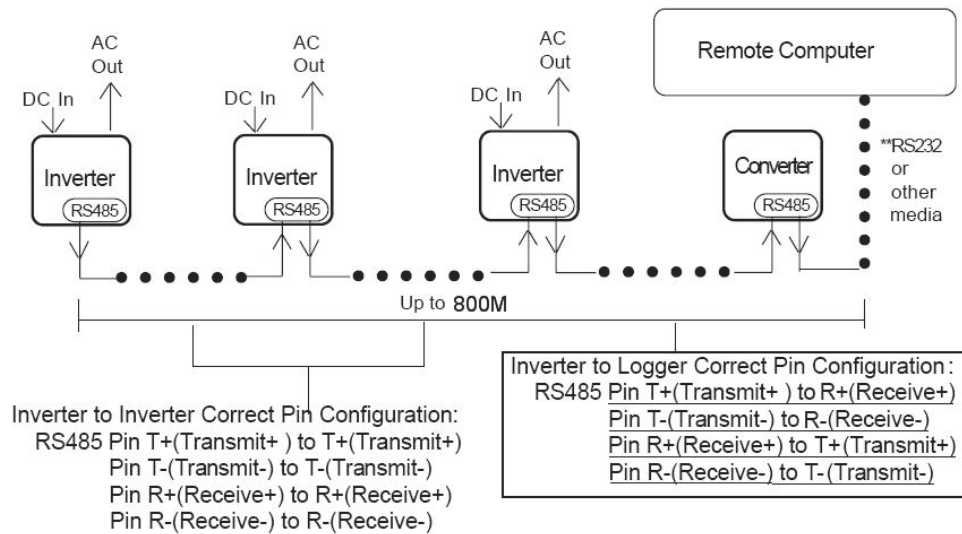 AC
Out
AC
Out
AC
Out
Remote Computer
DC In
DC In
DC In
Inverter
RS485
Inverter
RS485
Inverter
RS485
Converter
RS485
**RS232
or
other
media
Up to 800M
Inverter to Inverter Correct Pin Configuration:
RS485 Pin T+(Transmit+ ) to T+(Transmit+)
Pin T-(Transmit-) to T-(Transmit-)
Pin R+(Receive+) to R+(Receive+)
Pin R-(Receive-) to R-(Receive-)
Inverter to Logger Correct Pin Configuration :
RS485 Pin T+(Transmit+ ) to R+(Receive+)
Pin T-(Transmit-) to R-(Receive-)
Pin R+(Receive+) to T+(Transmit+)
Pin R-(Receive-) to T-(Transmit-)